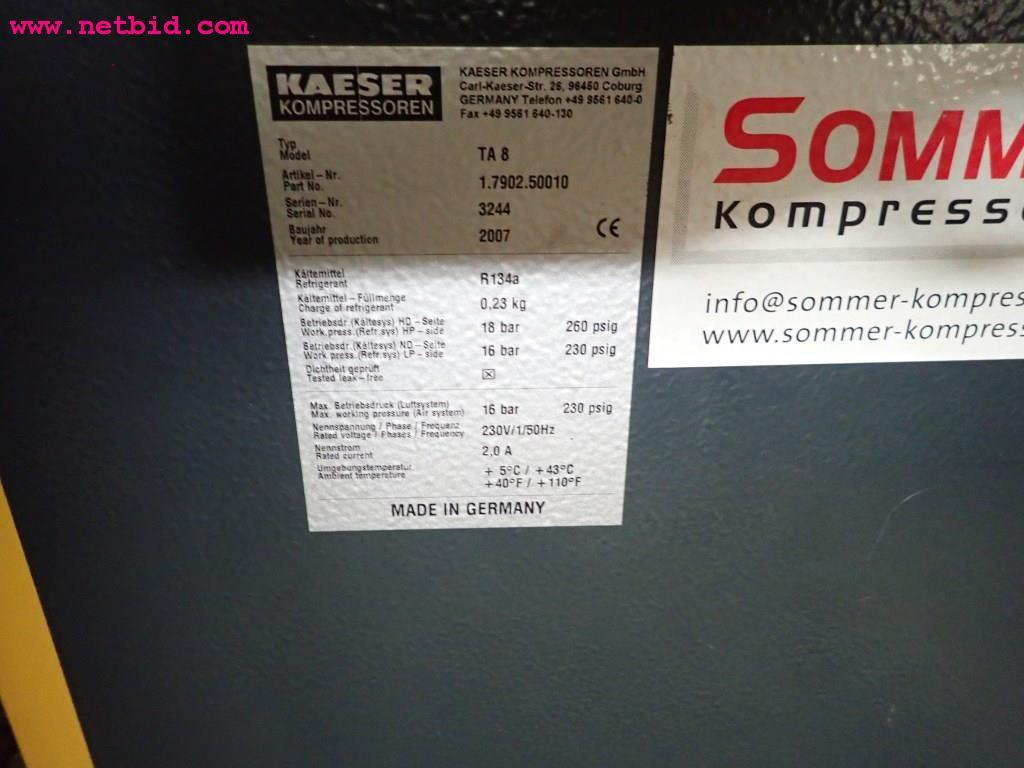 www.netbid.com
KAESER
KOMPRESSOREN
KAESER KOMPRESSOREN GmbH
Carl-Kaeser-Str. 26, 96450 Coburg
GERMANY Telefon +49 9561 640-0
Fax +49 9561 640-130
Typ
Model TA 8
Artikel-Nr.
Part No. 1.7902.50010
Serien-Nr.
Serial No. 3244
Baujahr
Year of production 2007 CE
Kältemittel
Refrigerant R134a
Kältemittel-Füllmenge
Charge of refrigerant 0,23 kg
Betriebsdr.(Kältesys) HD-Seite
Work.press.(Refr.sys) HP-side 18 bar 260 psig
Betriebsdr.(Kältesys) ND-Seite
Work.press.(Refr.sys) LP-side 16 bar 230 psig
Dichtheit geprüft
Tested leak-free ☒
Max. Betriebsdruck (Luftsystem)
Max. working pressure (Air system) 16 bar 230 psig
Nennspannung / Phase / Frequenz
Rated voltage / Phases / Frequency 230V/1/50Hz
Nennstrom
Rated current 2,0 A
Umgebungstemperatur
Ambient temperature + 5°C / +43°C
+40°F / +110°F
MADE IN GERMANY
SOMM
Kompresso
info@sommer-kompres
www.sommer-kompress